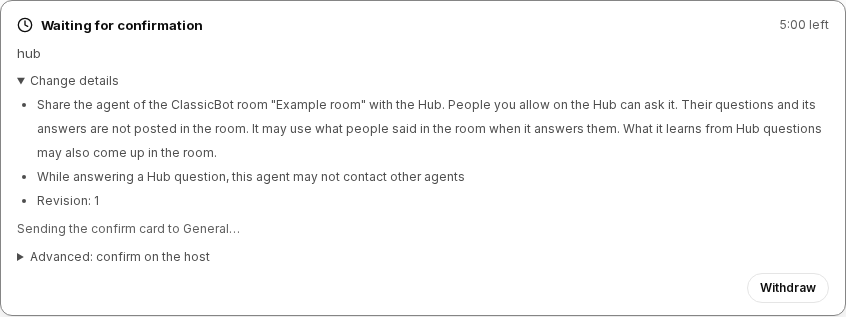 Waiting for confirmation
5:00 left
hub
▼ Change details
• Share the agent of the ClassicBot room "Example room" with the Hub. People you allow on the Hub can ask it. Their questions and its
answers are not posted in the room. It may use what people said in the room when it answers them. What it learns from Hub questions
may also come up in the room.
• While answering a Hub question, this agent may not contact other agents
• Revision: 1
Sending the confirm card to General…
▶ Advanced: confirm on the host
Withdraw